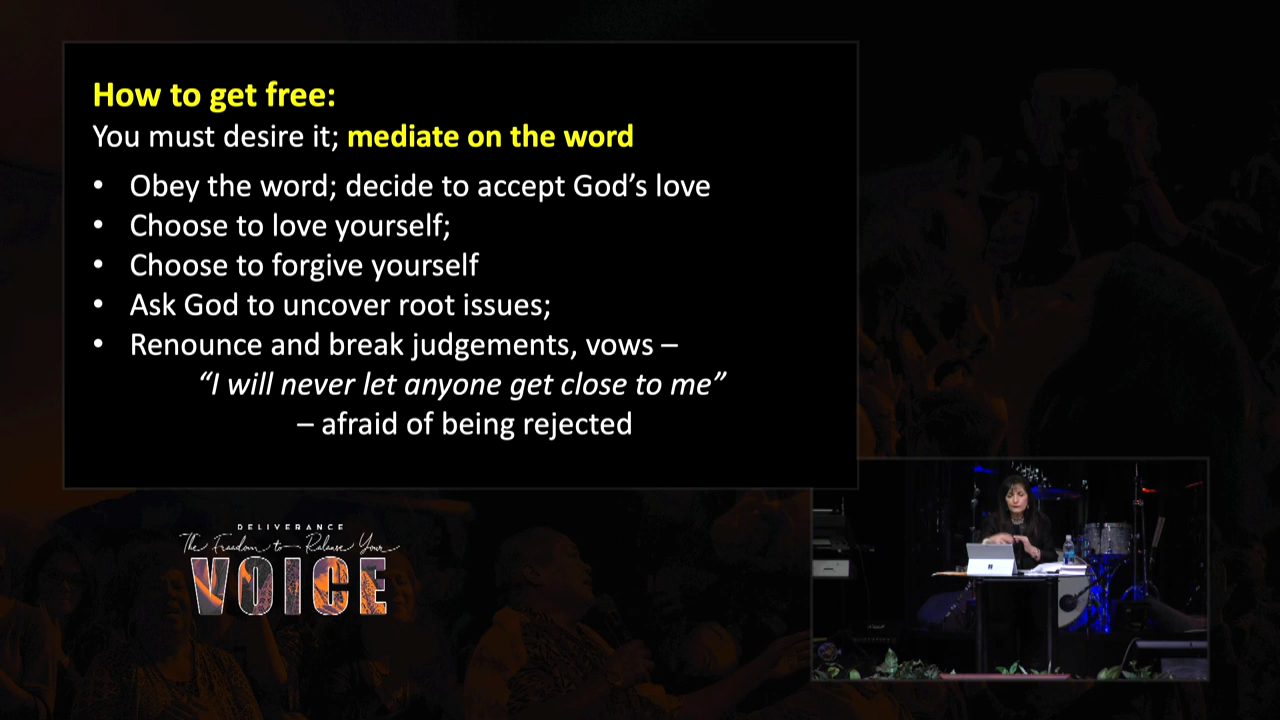 How to get free:
You must desire it; mediate on the word
• Obey the word; decide to accept God’s love
• Choose to love yourself;
• Choose to forgive yourself
• Ask God to uncover root issues;
• Renounce and break judgements, vows –
“I will never let anyone get close to me”
– afraid of being rejected
DELIVERANCE
The Freedom to Release Your
VOICE